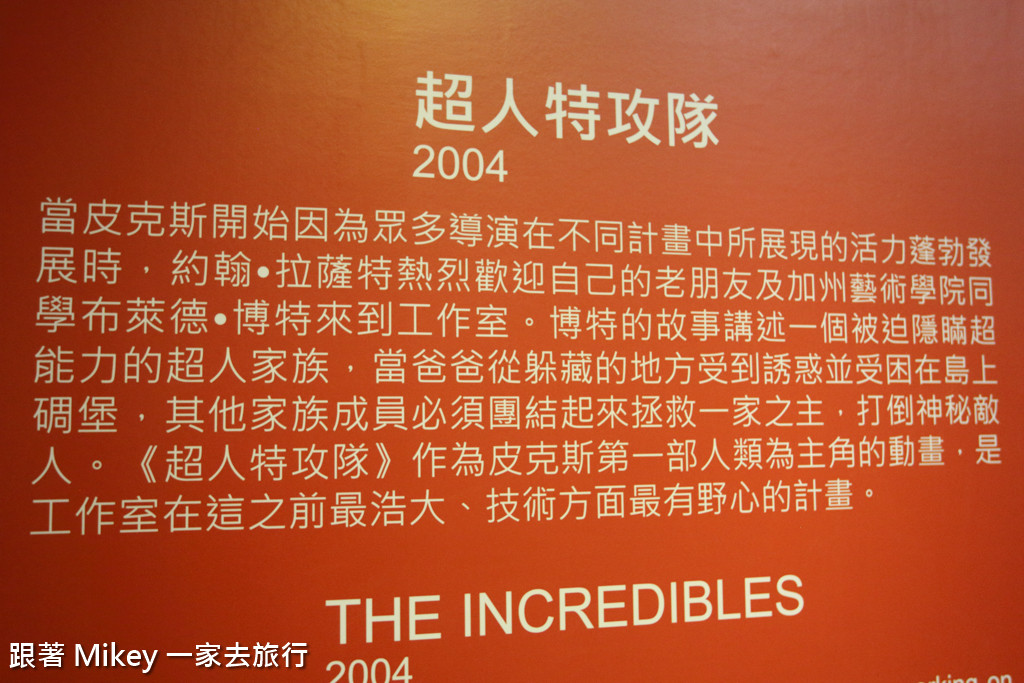 超人特攻隊
2004
當皮克斯開始因為眾多導演在不同計畫中所展現的活力蓬勃發
展時，約翰•拉薩特熱烈歡迎自己的老朋友及加州藝術學院同
學布萊德•博特來到工作室。博特的故事講述一個被迫隱瞞超
能力的超人家族，當爸爸從躲藏的地方受到誘惑並受困在島上
碉堡，其他家族成員必須團結起來拯救一家之主，打倒神秘敵
人。《超人特攻隊》作為皮克斯第一部人類為主角的動畫，是
工作室在這之前最浩大、技術方面最有野心的計畫。
THE INCREDIBLES
2004
on
跟著 Mikey 一家去旅行